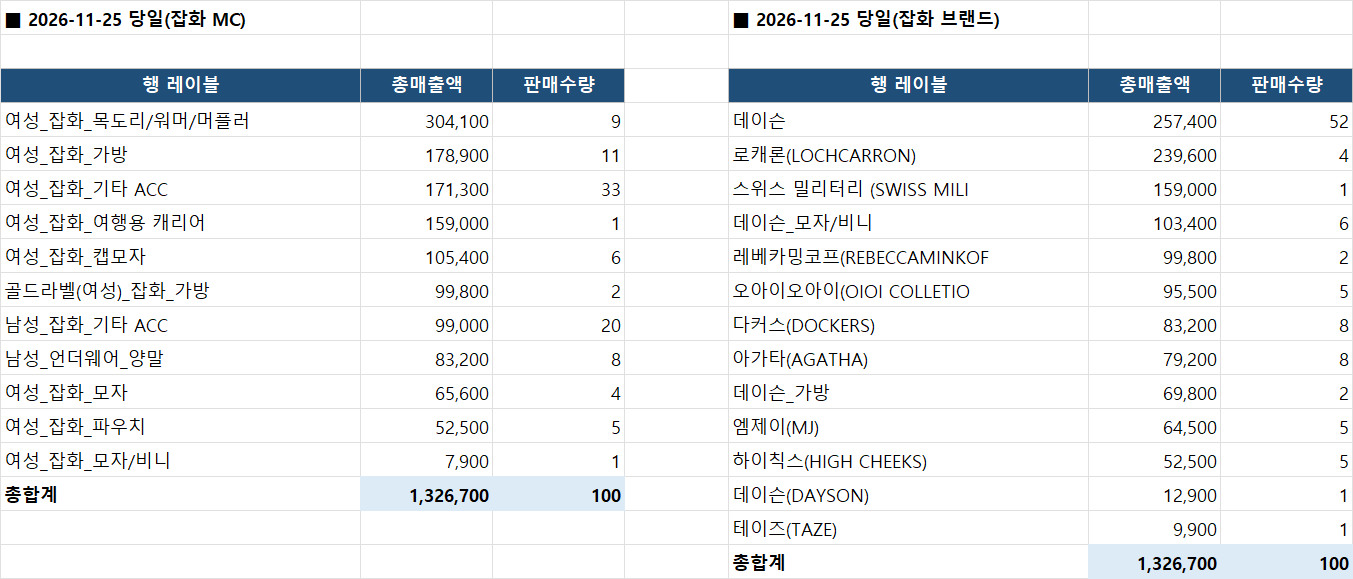 ■ 2026-11-25 당일(잡화 MC)
행 레이블 총매출액 판매수량
여성_잡화_목도리/워머/머플러 304,100 9
여성_잡화_가방 178,900 11
여성_잡화_기타 ACC 171,300 33
여성_잡화_여행용 캐리어 159,000 1
여성_잡화_캡모자 105,400 6
골드라벨(여성)_잡화_가방 99,800 2
남성_잡화_기타 ACC 99,000 20
남성_언더웨어_양말 83,200 8
여성_잡화_모자 65,600 4
여성_잡화_파우치 52,500 5
여성_잡화_모자/비니 7,900 1
총합계 1,326,700 100
■ 2026-11-25 당일(잡화 브랜드)
행 레이블 총매출액 판매수량
데이슨 257,400 52
로캐론(LOCHCARRON) 239,600 4
스위스 밀리터리 (SWISS MILI 159,000 1
데이슨_모자/비니 103,400 6
레베카밍코프(REBECCAMINKOF 99,800 2
오아이오아이(OIOI COLLETIO 95,500 5
다커스(DOCKERS) 83,200 8
아가타(AGATHA) 79,200 8
데이슨_가방 69,800 2
엠제이(MJ) 64,500 5
하이칙스(HIGH CHEEKS) 52,500 5
데이슨(DAYSON) 12,900 1
테이즈(TAZE) 9,900 1
총합계 1,326,700 100